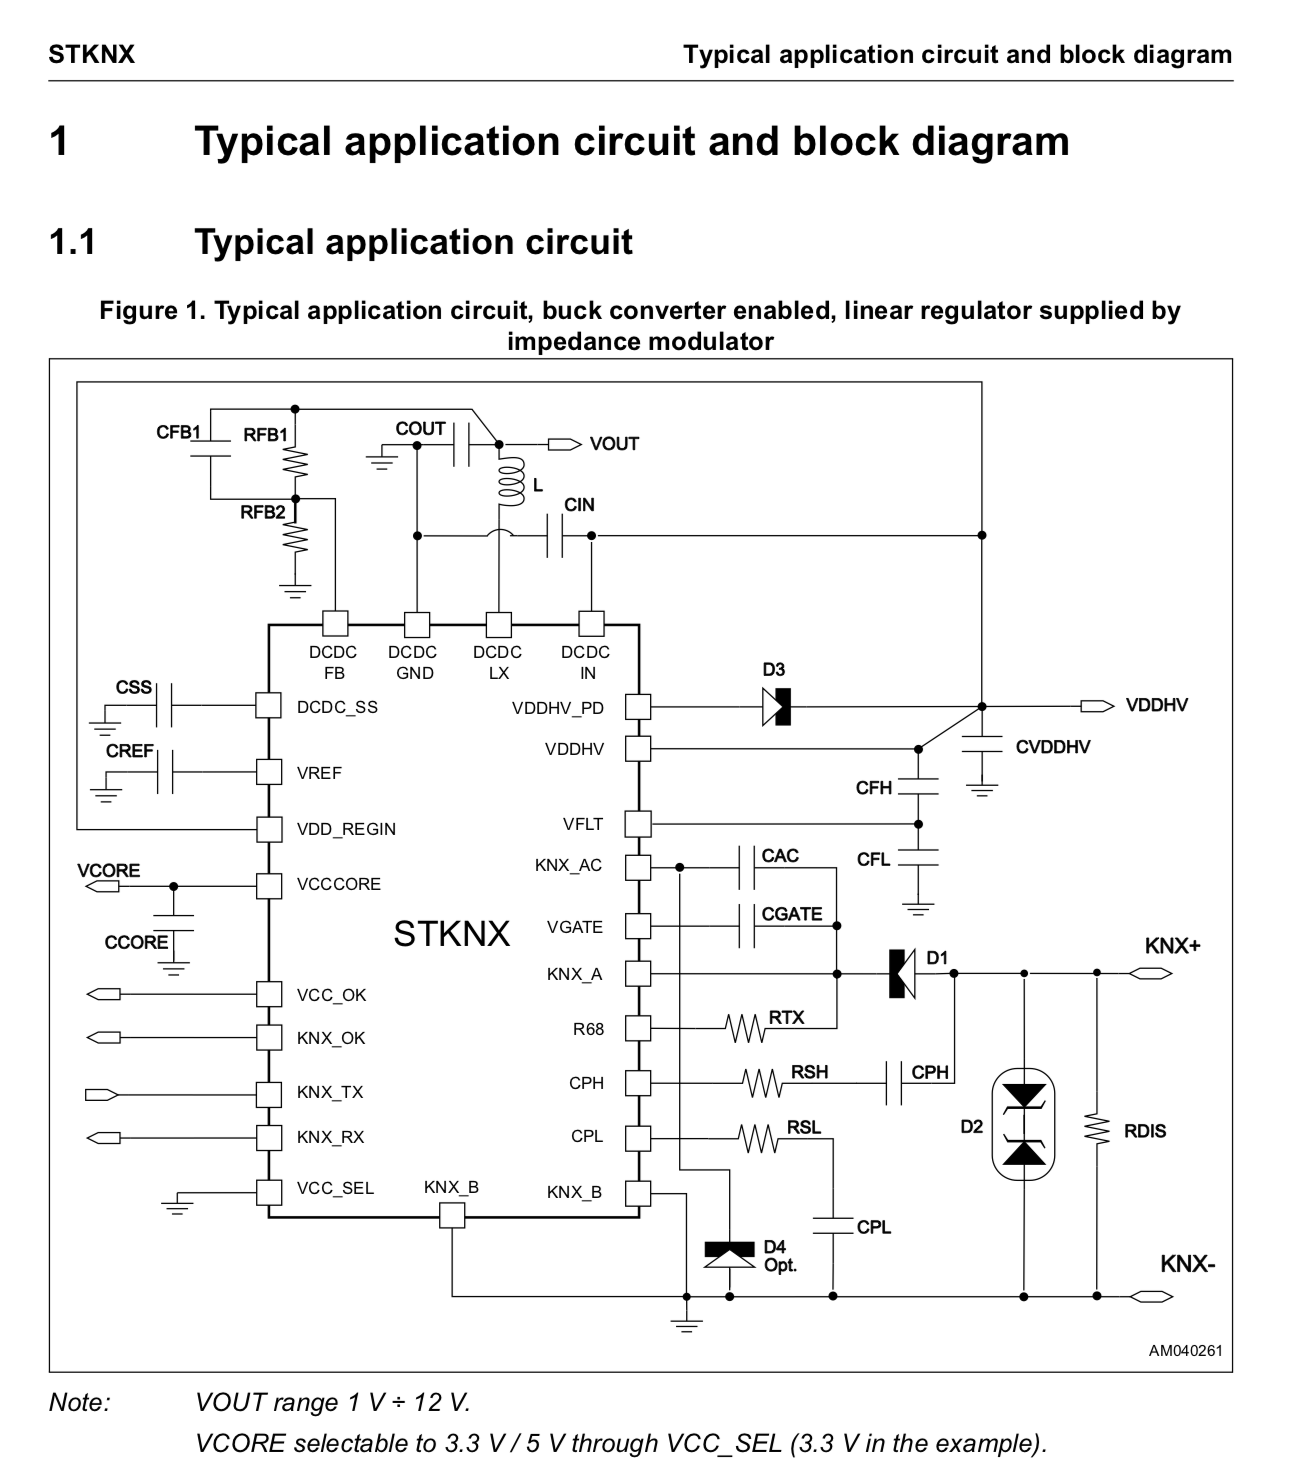 STKNX
Typical application circuit and block diagram
1 Typical application circuit and block diagram
1.1 Typical application circuit
Figure 1. Typical application circuit, buck converter enabled, linear regulator supplied by
impedance modulator
CFB1
RFB1
RFB2
COUT
VOUT
L
CIN
DCDC
FB
DCDC
GND
DCDC
LX
DCDC
IN
CSS
DCDC_SS
VDDHV_PD
D3
VDDHV
VDDHV
CVDDHV
CREF
VREF
CFH
VDD_REGIN
VFLT
CFL
VCORE
VCCCORE
KNX_AC
CAC
CCORE
STKNX
VGATE
CGATE
KNX_A
D1
KNX+
VCC_OK
R68
RTX
KNX_OK
CPH
RSH
CPH
KNX_TX
KNX_RX
CPL
RSL
D2
RDIS
VCC_SEL
KNX_B
KNX_B
CPL
D4
Opt.
KNX-
AM040261
Note: VOUT range 1 V ÷ 12 V.
VCORE selectable to 3.3 V / 5 V through VCC_SEL (3.3 V in the example).